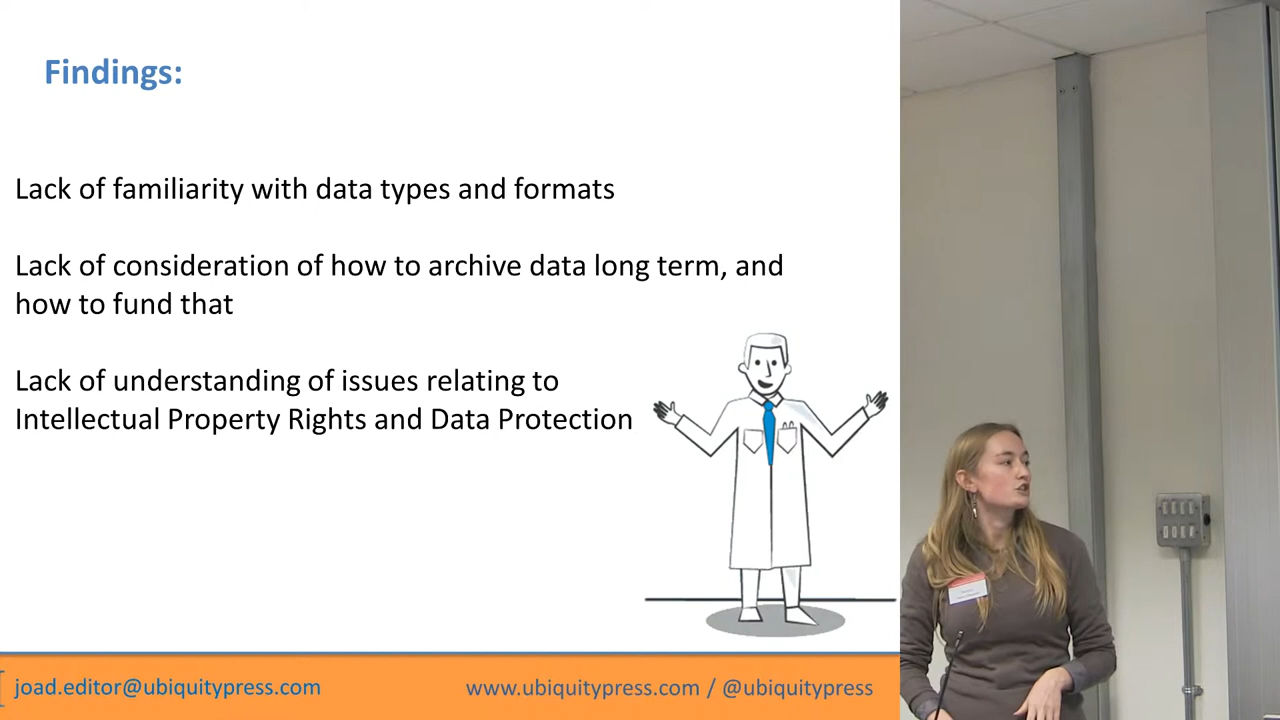 Findings:
Lack of familiarity with data types and formats
Lack of consideration of how to archive data long term, and
how to fund that
Lack of understanding of issues relating to
Intellectual Property Rights and Data Protection
joad.editor@ubiquitypress.com
www.ubiquitypress.com / @ubiquitypress